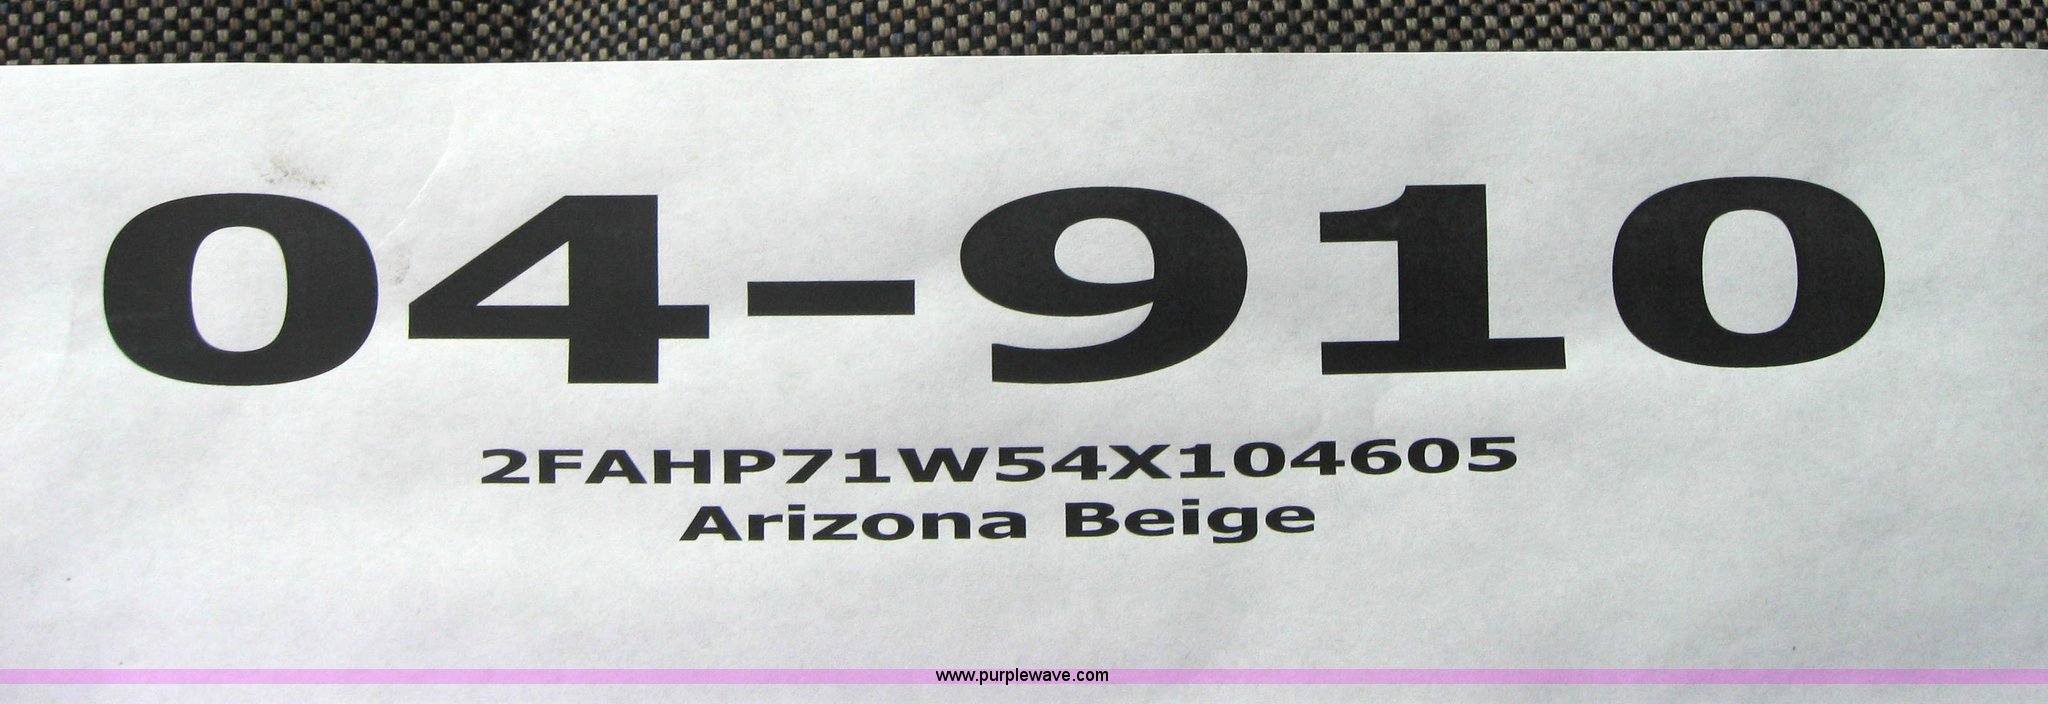 04-910
2FAHP71W54X104605
Arizona Beige
www.purplewave.com